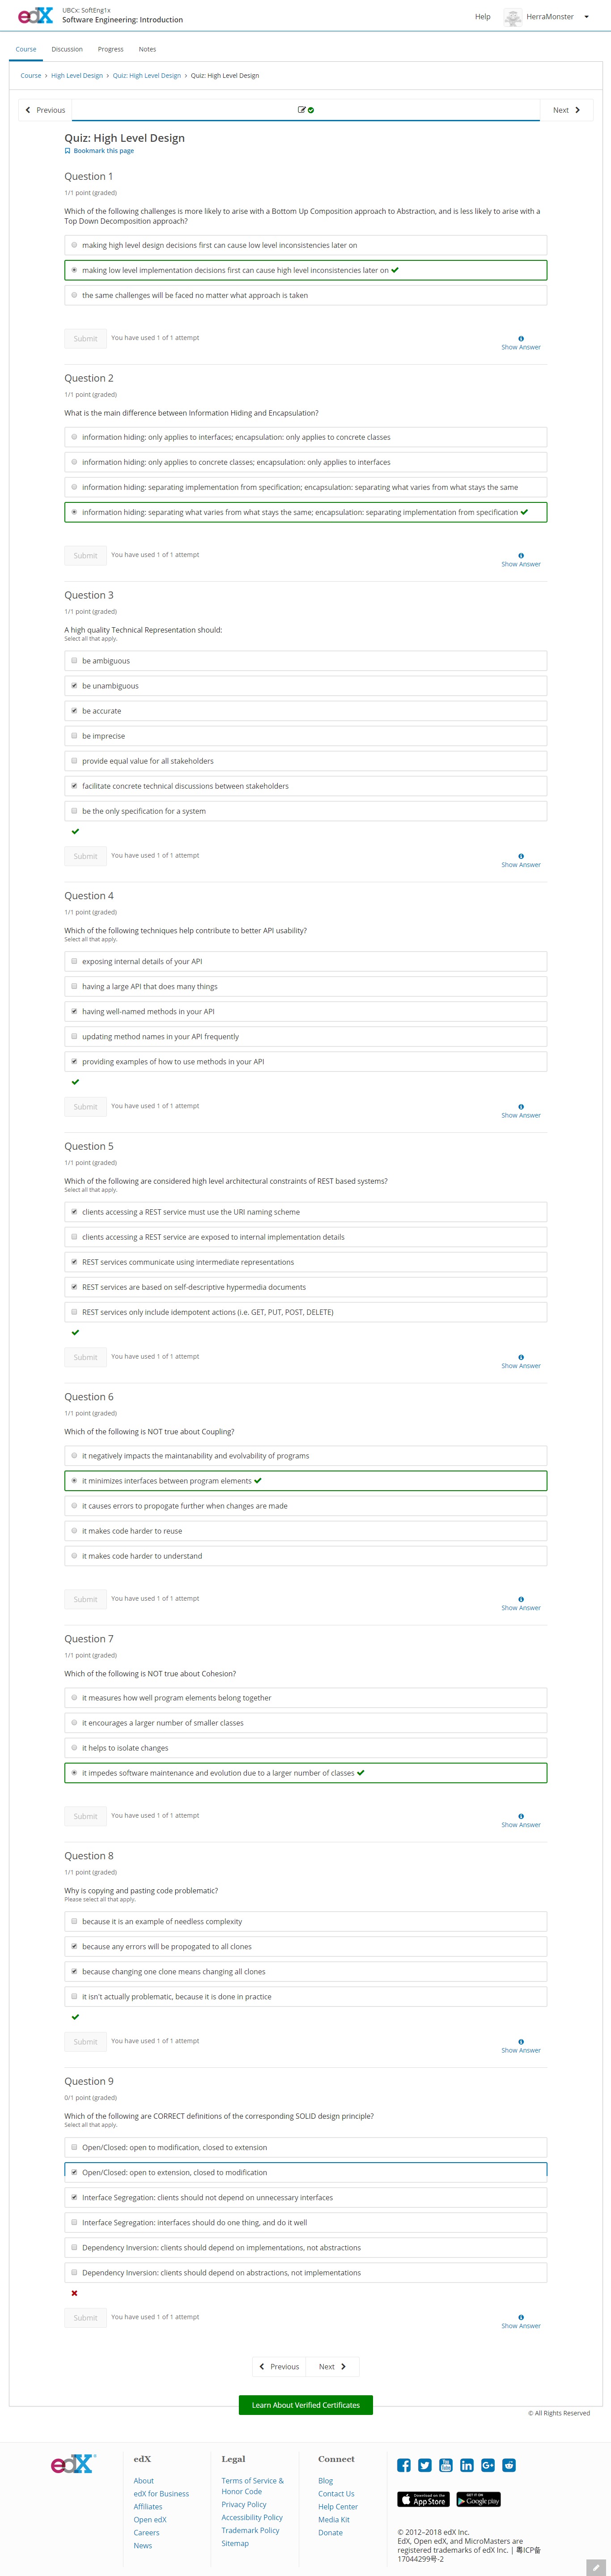 edX
UBCx: SoftEng1x
Software Engineering: Introduction
Help
HerraMonster
Course
Discussion
Progress
Notes
Course > High Level Design > Quiz: High Level Design > Quiz: High Level Design
Previous
Next
Quiz: High Level Design
Bookmark this page
Question 1
1/1 point (graded)
Which of the following challenges is more likely to arise with a Bottom Up Composition approach to Abstraction, and is less likely to arise with a
Top Down Decomposition approach?
making high level design decisions first can cause low level inconsistencies later on
making low level implementation decisions first can cause high level inconsistencies later on
the same challenges will be faced no matter what approach is taken
Submit
You have used 1 of 1 attempt
Show Answer
Question 2
1/1 point (graded)
What is the main difference between Information Hiding and Encapsulation?
information hiding: only applies to interfaces; encapsulation: only applies to concrete classes
information hiding: only applies to concrete classes; encapsulation: only applies to interfaces
information hiding: separating implementation from specification; encapsulation: separating what varies from what stays the same
information hiding: separating what varies from what stays the same; encapsulation: separating implementation from specification
Submit
You have used 1 of 1 attempt
Show Answer
Question 3
1/1 point (graded)
A high quality Technical Representation should:
Select all that apply.
be ambiguous
be unambiguous
be accurate
be imprecise
provide equal value for all stakeholders
facilitate concrete technical discussions between stakeholders
be the only specification for a system
Submit
You have used 1 of 1 attempt
Show Answer
Question 4
1/1 point (graded)
Which of the following techniques help contribute to better API usability?
Select all that apply.
exposing internal details of your API
having a large API that does many things
having well-named methods in your API
updating method names in your API frequently
providing examples of how to use methods in your API
Submit
You have used 1 of 1 attempt
Show Answer
Question 5
1/1 point (graded)
Which of the following are considered high level architectural constraints of REST based systems?
Select all that apply.
clients accessing a REST service must use the URI naming scheme
clients accessing a REST service are exposed to internal implementation details
REST services communicate using intermediate representations
REST services are based on self-descriptive hypermedia documents
REST services only include idempotent actions (i.e. GET, PUT, POST, DELETE)
Submit
You have used 1 of 1 attempt
Show Answer
Question 6
1/1 point (graded)
Which of the following is NOT true about Coupling?
it negatively impacts the maintanability and evolvability of programs
it minimizes interfaces between program elements
it causes errors to propogate further when changes are made
it makes code harder to reuse
it makes code harder to understand
Submit
You have used 1 of 1 attempt
Show Answer
Question 7
1/1 point (graded)
Which of the following is NOT true about Cohesion?
it measures how well program elements belong together
it encourages a larger number of smaller classes
it helps to isolate changes
it impedes software maintenance and evolution due to a larger number of classes
Submit
You have used 1 of 1 attempt
Show Answer
Question 8
1/1 point (graded)
Why is copying and pasting code problematic?
Please select all that apply.
because it is an example of needless complexity
because any errors will be propogated to all clones
because changing one clone means changing all clones
it isn't actually problematic, because it is done in practice
Submit
You have used 1 of 1 attempt
Show Answer
Question 9
0/1 point (graded)
Which of the following are CORRECT definitions of the corresponding SOLID design principle?
Select all that apply.
Open/Closed: open to modification, closed to extension
Open/Closed: open to extension, closed to modification
Interface Segregation: clients should not depend on unnecessary interfaces
Interface Segregation: interfaces should do one thing, and do it well
Dependency Inversion: clients should depend on implementations, not abstractions
Dependency Inversion: clients should depend on abstractions, not implementations
Submit
You have used 1 of 1 attempt
Show Answer
Previous
Next
Learn About Verified Certificates
© All Rights Reserved
edX
edX
About
edX for Business
Affiliates
Open edX
Careers
News
Legal
Terms of Service &
Honor Code
Privacy Policy
Accessibility Policy
Trademark Policy
Sitemap
Connect
Blog
Contact Us
Help Center
Media Kit
Donate
Download on the
App Store
GET IT ON
Google Play
© 2012–2018 edX Inc.
EdX, Open edX, and MicroMasters are
registered trademarks of edX Inc. | 粤ICP备
17044299号-2